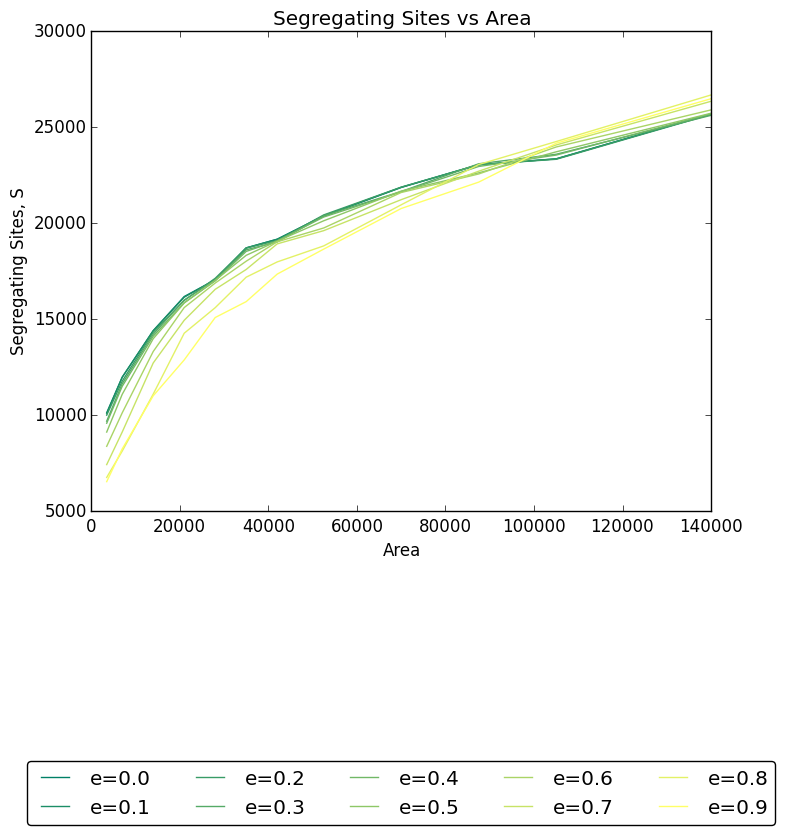 Segregating Sites vs Area
30000
25000
20000
15000
10000
5000
Segregating Sites, S
0 20000 40000 60000 80000 100000 120000 140000
Area
e=0.0 e=0.2 e=0.4 e=0.6 e=0.8
e=0.1 e=0.3 e=0.5 e=0.7 e=0.9